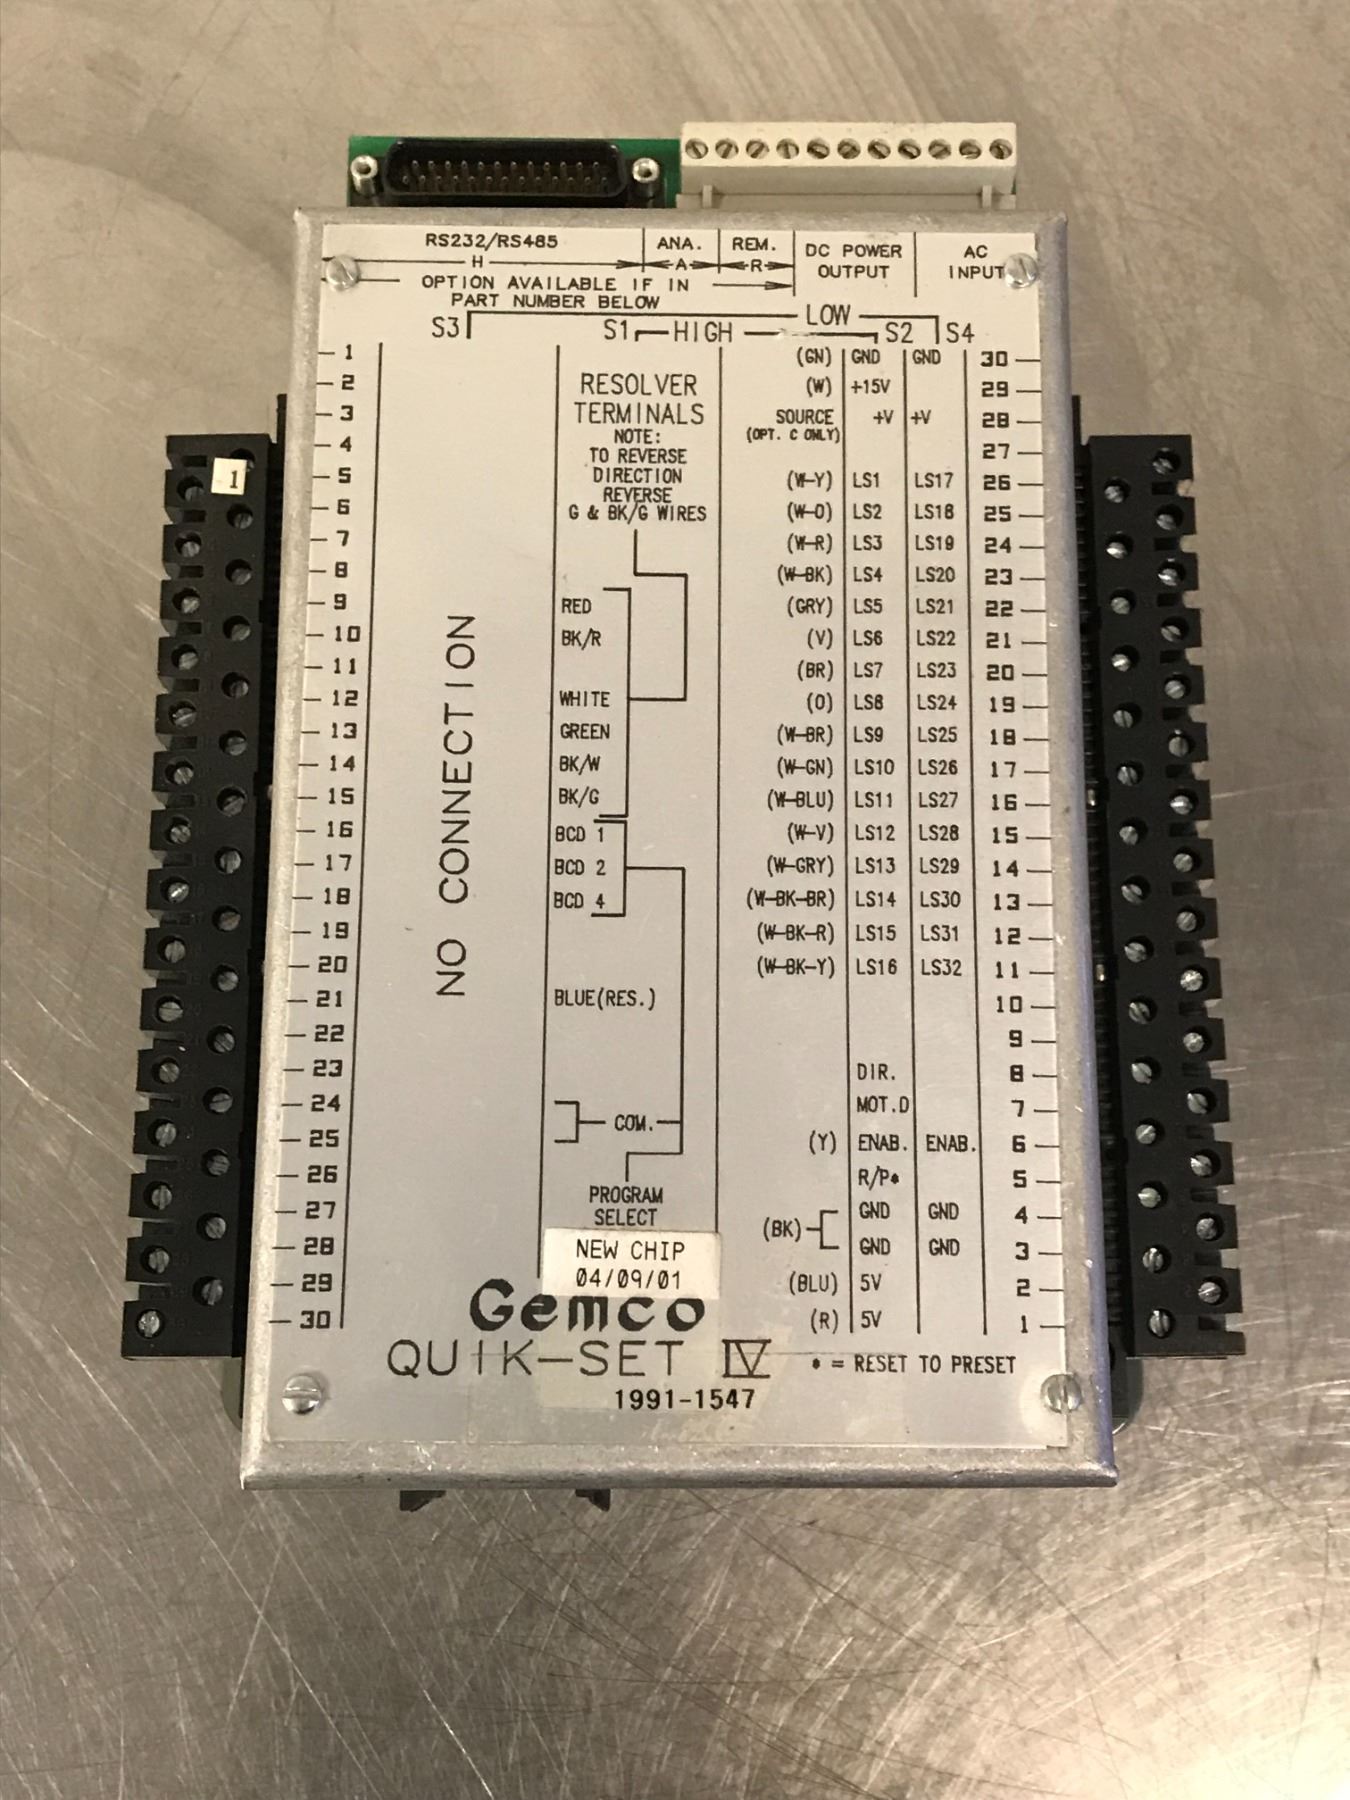 RS232/RS485 ANA. REM. DC POWER OUTPUT AC INPUT
H A R
OPTION AVAILABLE IF IN
PART NUMBER BELOW
LOW
S3 S1 HIGH S2 S4
1 (GN) GND GND 30
2 RESOLVER (W) +15V 29
3 TERMINALS SOURCE +V +V 28
NOTE: (OPT. C ONLY)
4 TO REVERSE 27
1
5 DIRECTION (W-Y) LS1 LS17 26
REVERSE
6 G & BK/G WIRES (W-O) LS2 LS18 25
7 (W-R) LS3 LS19 24
8 (W-BK) LS4 LS20 23
9 RED (GRY) LS5 LS21 22
10 BK/R (V) LS6 LS22 21
11 (BR) LS7 LS23 20
12 WHITE (O) LS8 LS24 19
13 GREEN (W-BR) LS9 LS25 18
14 BK/W (W-GN) LS10 LS26 17
15 BK/G (W-BLU) LS11 LS27 16
16 BCD 1 (W-V) LS12 LS28 15
17 BCD 2 (W-GRY) LS13 LS29 14
18 BCD 4 (W-BK-BR) LS14 LS30 13
19 (W-BK-R) LS15 LS31 12
20 (W-BK-Y) LS16 LS32 11
NO CONNECTION
21 BLUE(RES.) 10
22 9
23 DIR. 8
24 MOT.D 7
COM.
25 (Y) ENAB. ENAB. 6
26 R/P* 5
27 PROGRAM GND GND 4
SELECT (BK)
28 GND GND 3
29 (BLU) 5V 2
30 (R) 5V 1
NEW CHIP
04/09/01
Gemco
QUIK-SET IV * = RESET TO PRESET
1991-1547